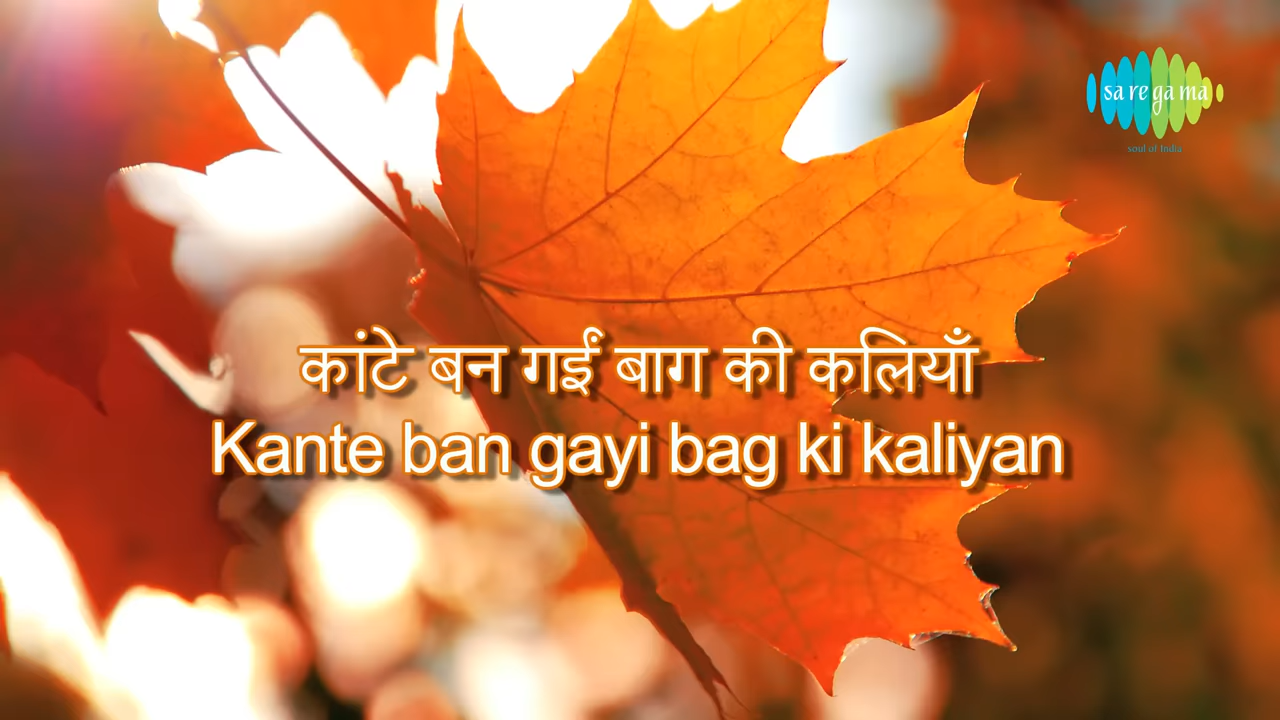 sa re ga ma
soul of India
कांटे बन गईं बाग की कलियाँ
Kante ban gayi bag ki kaliyan